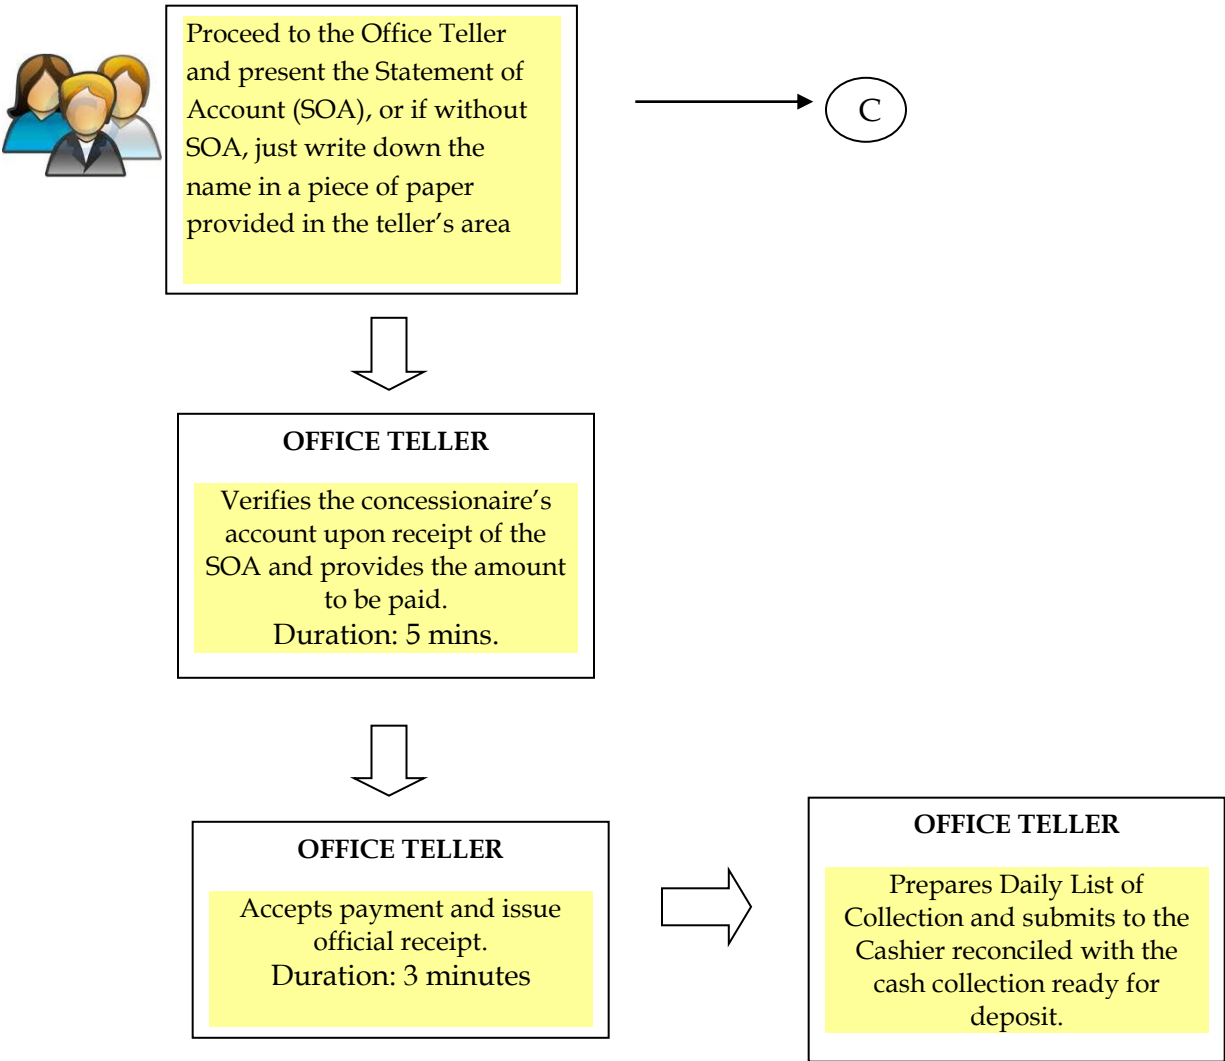 Proceed to the Office Teller
and present the Statement of
Account (SOA), or if without
SOA, just write down the
name in a piece of paper
provided in the teller’s area
C
OFFICE TELLER
Verifies the concessionaire’s
account upon receipt of the
SOA and provides the amount
to be paid.
Duration: 5 mins.
OFFICE TELLER
Accepts payment and issue
official receipt.
Duration: 3 minutes
OFFICE TELLER
Prepares Daily List of
Collection and submits to the
Cashier reconciled with the
cash collection ready for
deposit.